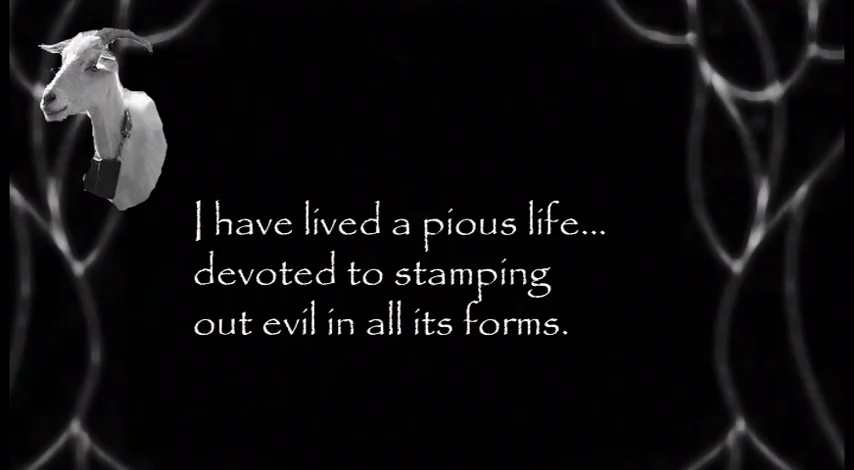 I have lived a pious life...
devoted to stamping
out evil in all its forms.